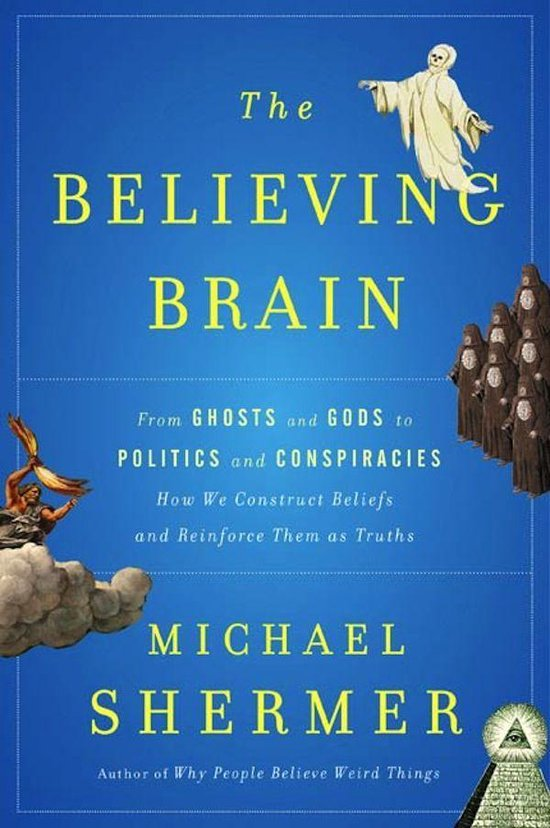 The
BELIEVING
BRAIN
From GHOSTS and GODS to
POLITICS and CONSPIRACIES
How We Construct Beliefs
and Reinforce Them as Truths
MICHAEL
SHERMER
Author of Why People Believe Weird Things